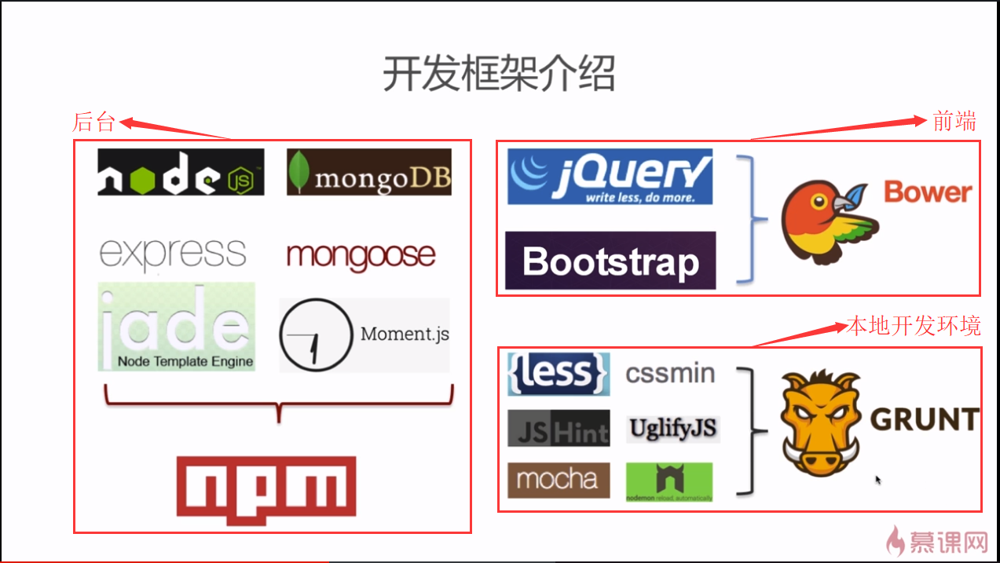 开发框架介绍
后台
node JS™
mongoDB
express
mongoose
jade
Node Template Engine
Moment.js
npm
前端
jQuery
write less, do more.
Bootstrap
Bower
本地开发环境
{less}
cssmin
JSHint
UglifyJS
mocha
nodemon reload, automatically
GRUNT
慕课网